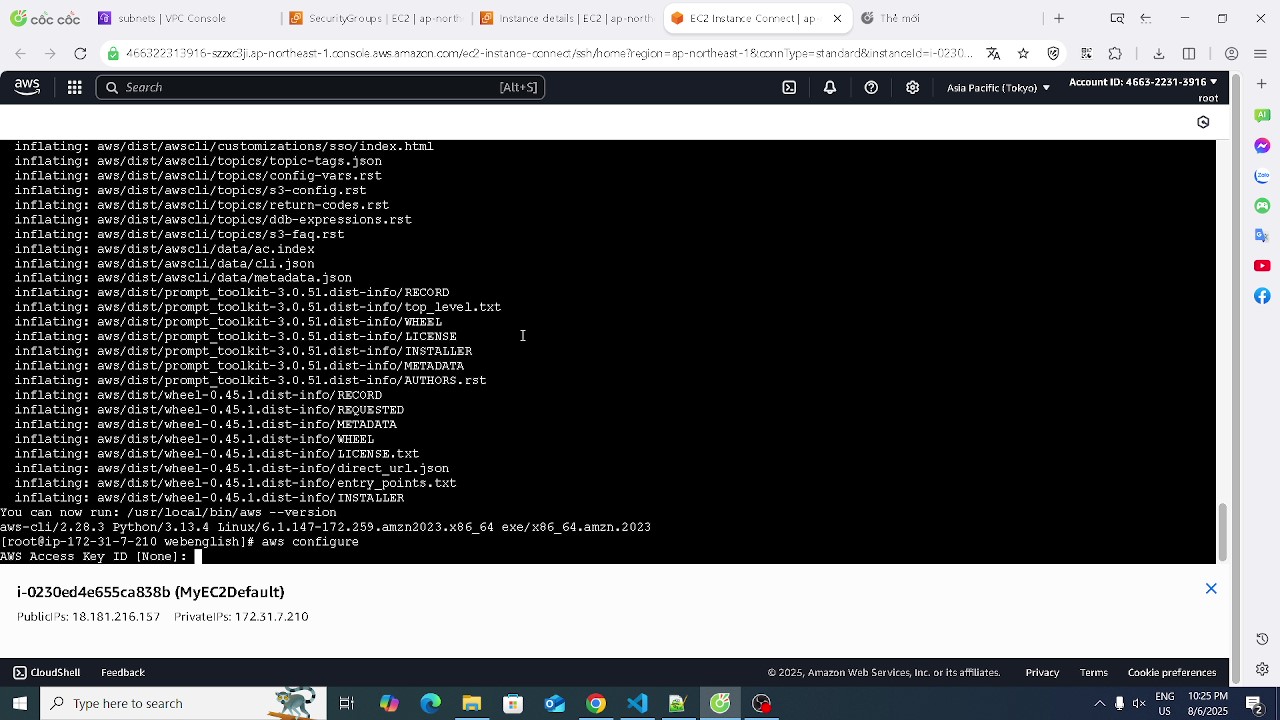 cốc cốc
subnets | VPC Console
SecurityGroups | EC2 | ap-north
Instance details | EC2 | ap-north
EC2 Instance Connect | ap-
Thẻ mới
466322313916-szzxc3jj.ap-northeast-1.console.aws.amazon.com/ec2-instance-connect/ssh/home?region=ap-northeast-1&connType=standard&instanceId=i-0230...
aws
Search
[Alt+S]
Asia Pacific (Tokyo)
Account ID: 4663-2231-3916
root
inflating: aws/dist/awscli/customizations/sso/index.html
inflating: aws/dist/awscli/topics/topic-tags.json
inflating: aws/dist/awscli/topics/config-vars.rst
inflating: aws/dist/awscli/topics/s3-config.rst
inflating: aws/dist/awscli/topics/return-codes.rst
inflating: aws/dist/awscli/topics/ddb-expressions.rst
inflating: aws/dist/awscli/topics/s3-faq.rst
inflating: aws/dist/awscli/data/ac.index
inflating: aws/dist/awscli/data/cli.json
inflating: aws/dist/awscli/data/metadata.json
inflating: aws/dist/prompt_toolkit-3.0.51.dist-info/RECORD
inflating: aws/dist/prompt_toolkit-3.0.51.dist-info/top_level.txt
inflating: aws/dist/prompt_toolkit-3.0.51.dist-info/WHEEL
inflating: aws/dist/prompt_toolkit-3.0.51.dist-info/LICENSE
inflating: aws/dist/prompt_toolkit-3.0.51.dist-info/INSTALLER
inflating: aws/dist/prompt_toolkit-3.0.51.dist-info/METADATA
inflating: aws/dist/prompt_toolkit-3.0.51.dist-info/AUTHORS.rst
inflating: aws/dist/wheel-0.45.1.dist-info/RECORD
inflating: aws/dist/wheel-0.45.1.dist-info/REQUESTED
inflating: aws/dist/wheel-0.45.1.dist-info/METADATA
inflating: aws/dist/wheel-0.45.1.dist-info/WHEEL
inflating: aws/dist/wheel-0.45.1.dist-info/LICENSE.txt
inflating: aws/dist/wheel-0.45.1.dist-info/direct_url.json
inflating: aws/dist/wheel-0.45.1.dist-info/entry_points.txt
inflating: aws/dist/wheel-0.45.1.dist-info/INSTALLER
You can now run: /usr/local/bin/aws --version
aws-cli/2.28.3 Python/3.13.4 Linux/6.1.147-172.259.amzn2023.x86_64 exe/x86_64.amzn.2023
[root@ip-172-31-7-210 webenglish]# aws configure
AWS Access Key ID [None]:
i-0230ed4e655ca838b (MyEC2Default)
PublicIPs: 18.181.216.157 PrivateIPs: 172.31.7.210
CloudShell
Feedback
© 2025, Amazon Web Services, Inc. or its affiliates.
Privacy
Terms
Cookie preferences
AI
Zalo
Type here to search
ENG
US
10:25 PM
8/6/2025
2